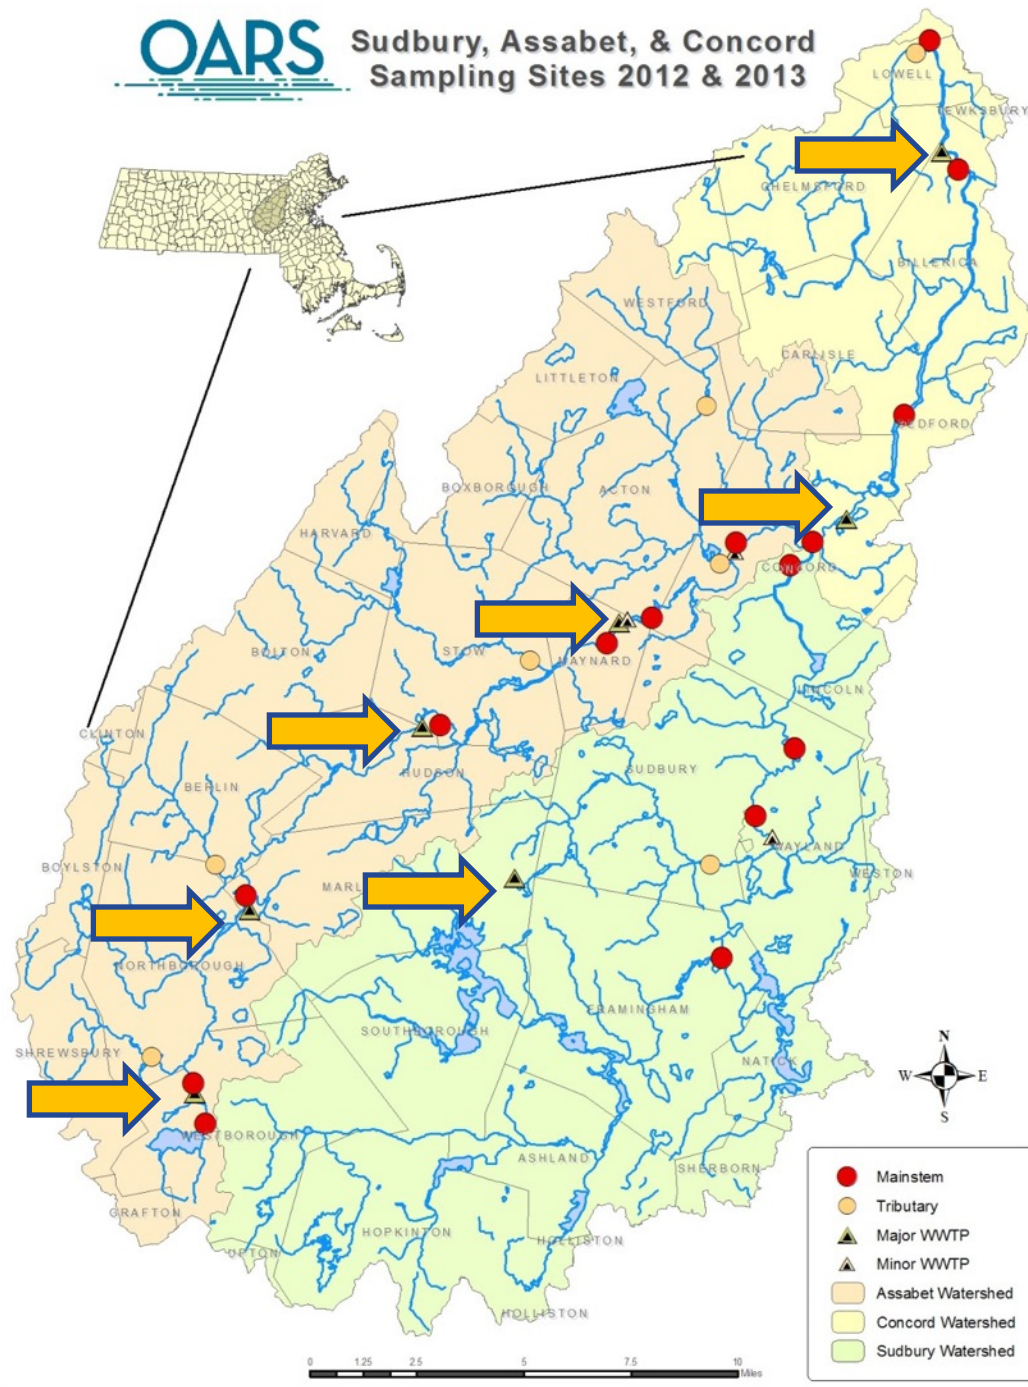 OARS
Sudbury, Assabet, & Concord
Sampling Sites 2012 & 2013
LOWELL
TEWKSBURY
CHELMSFORD
BILLERICA
WESTFORD
CARLISLE
LITTLETON
BEDFORD
BOXBOROUGH
ACTON
HARVARD
CONCORD
BOLTON
STOW
MAYNARD
LINCOLN
CLINTON
HUDSON
SUDBURY
BERLIN
WAYLAND
BOYLSTON
MARL
WESTON
NORTHBOROUGH
FRAMINGHAM
SOUTHBOROUGH
SHREWSBURY
NATICK
N
W
E
S
WESTBOROUGH
ASHLAND
SHERBORN
GRAFTON
HOPKINTON
HOLLISTON
UPTON
HOLLISTON
Mainstem
Tributary
Major WWTP
Minor WWTP
Assabet Watershed
Concord Watershed
Sudbury Watershed
0 1.25 2.5 5 7.5 10
Miles